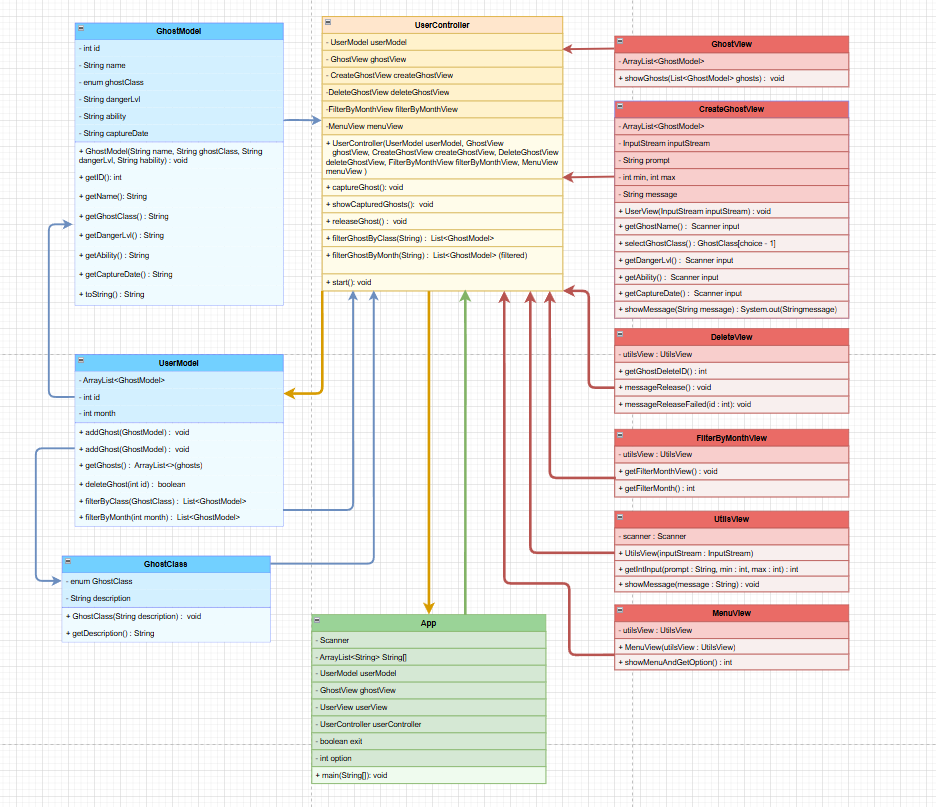 GhostModel
- int id
- String name
- enum ghostClass
- String dangerLvl
- String ability
- String captureDate
+ GhostModel(String name, String ghostClass, String
dangerLvl, String hability) : void
+ getID(): int
+ getName(): String
+ getGhostClass() : String
+ getDangerLvl() : String
+ getAbility() : String
+ getCaptureDate() : String
+ toString() : String
UserModel
- ArrayList<GhostModel>
- int id
- int month
+ addGhost(GhostModel) : void
+ addGhost(GhostModel) : void
+ getGhosts() : ArrayList<>(ghosts)
+ deleteGhost(int id) : boolean
+ filterByClass(GhostClass) : List<GhostModel>
+ filterByMonth(int month) : List<GhostModel>
GhostClass
- enum GhostClass
- String description
+ GhostClass(String description) : void
+ getDescription() : String
UserController
- UserModel userModel
- GhostView ghostView
- CreateGhostView createGhostView
-DeleteGhostView deleteGhostView
-FilterByMonthView filterByMonthView
-MenuView menuView
+ UserController(UserModel userModel, GhostView
ghostView, CreateGhostView createGhostView, DeleteGhostView
deleteGhostView, FilterByMonthView filterByMonthView, MenuView
menuView )
+ captureGhost(): void
+ showCapturedGhosts(): void
+ releaseGhost() : void
+ filterGhostByClass(String) : List<GhostModel>
+ filterGhostByMonth(String) : List<GhostModel> (filtered)
+ start(): void
App
- Scanner
- ArrayList<String> String[]
- UserModel userModel
- GhostView ghostView
- UserView userView
- UserController userController
- boolean exit
- int option
+ main(String[]): void
GhostView
- ArrayList<GhostModel>
+ showGhosts(List<GhostModel> ghosts) : void
CreateGhostView
- ArrayList<GhostModel>
- InputStream inputStream
- String prompt
- int min, int max
- String message
+ UserView(InputStream inputStream) : void
+ getGhostName() : Scanner input
+ selectGhostClass() : GhostClass[choice - 1]
+ getDangerLvl() : Scanner input
+ getAbility() : Scanner input
+ getCaptureDate() : Scanner input
+ showMessage(String message) : System.out(Stringmessage)
DeleteView
- utilsView : UtilsView
+ getGhostDeleteID() : int
+ messageRelease() : void
+ messageReleaseFailed(id : int): void
FilterByMonthView
- utilsView : UtilsView
+ getFilterMonthView() : void
+ getFilterMonth() : int
UtilsView
- scanner : Scanner
+ UtilsView(inputStream : InputStream)
+ getIntInput(prompt : String, min : int, max : int) : int
+ showMessage(message : String) : void
MenuView
- utilsView : UtilsView
+ MenuView(utilsView : UtilsView)
+ showMenuAndGetOption() : int